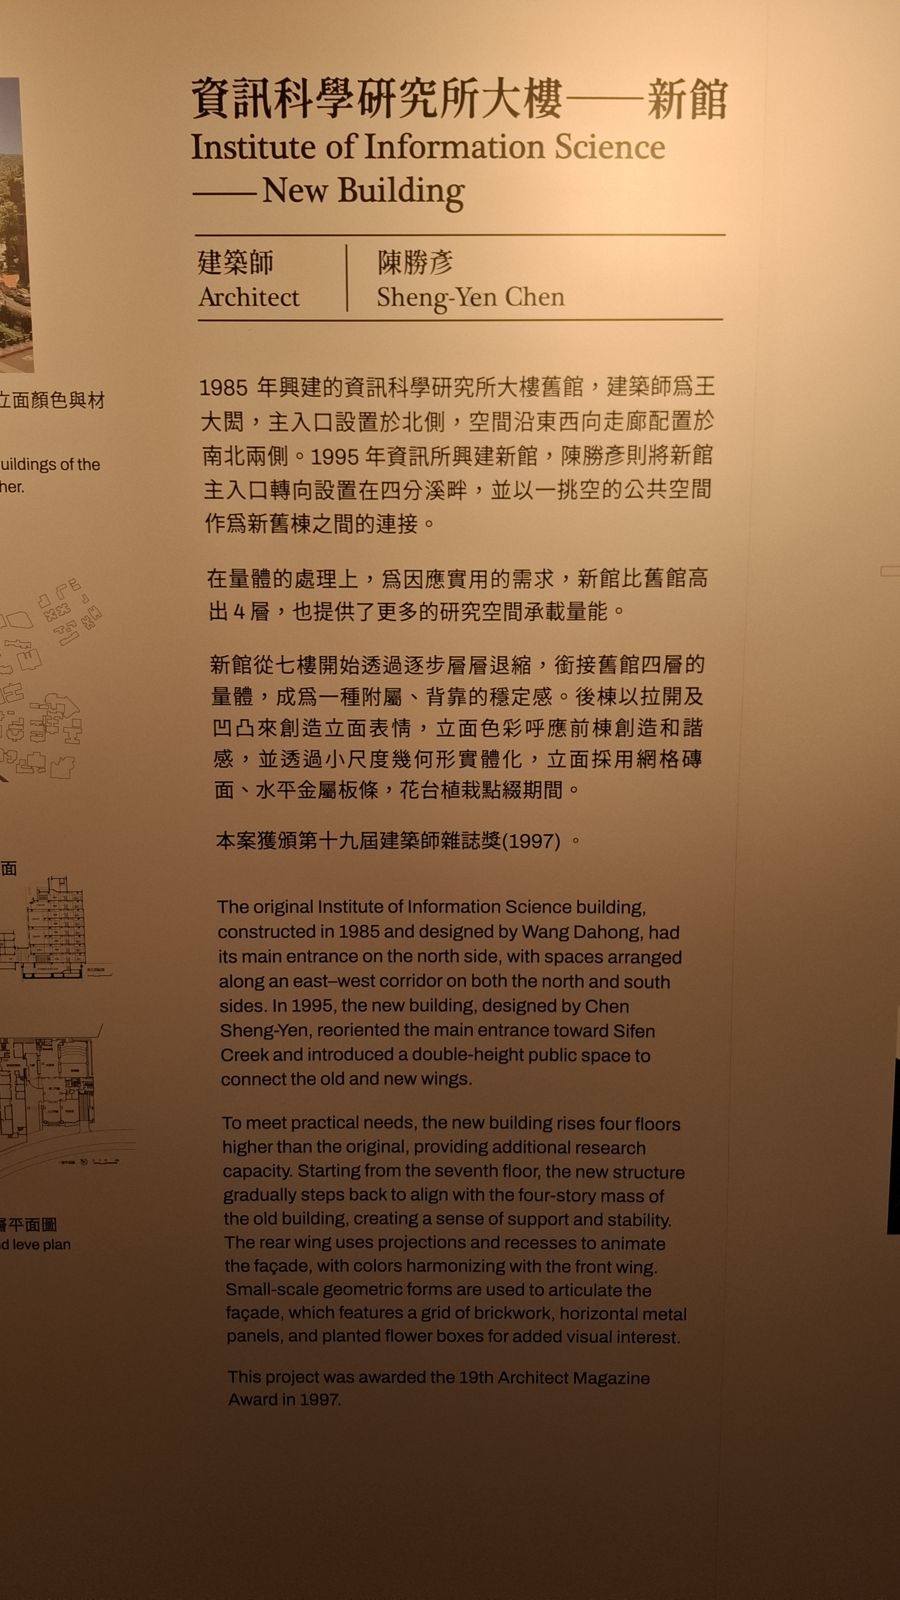 資訊科學研究所大樓——新館
Institute of Information Science
——New Building
建築師
Architect
陳勝彥
Sheng-Yen Chen
1985 年興建的資訊科學研究所大樓舊館，建築師爲王
大閎，主入口設置於北側，空間沿東西向走廊配置於
南北兩側。1995 年資訊所興建新館，陳勝彥則將新館
主入口轉向設置在四分溪畔，並以一挑空的公共空間
作爲新舊棟之間的連接。
在量體的處理上，爲因應實用的需求，新館比舊館高
出 4 層，也提供了更多的研究空間承載量能。
新館從七樓開始透過逐步層層退縮，銜接舊館四層的
量體，成爲一種附屬、背靠的穩定感。後棟以拉開及
凹凸來創造立面表情，立面色彩呼應前棟創造和諧
感，並透過小尺度幾何形實體化，立面採用網格磚
面、水平金屬板條，花台植栽點綴期間。
本案獲頒第十九屆建築師雜誌獎(1997) 。
The original Institute of Information Science building,
constructed in 1985 and designed by Wang Dahong, had
its main entrance on the north side, with spaces arranged
along an east–west corridor on both the north and south
sides. In 1995, the new building, designed by Chen
Sheng-Yen, reoriented the main entrance toward Sifen
Creek and introduced a double-height public space to
connect the old and new wings.
To meet practical needs, the new building rises four floors
higher than the original, providing additional research
capacity. Starting from the seventh floor, the new structure
gradually steps back to align with the four-story mass of
the old building, creating a sense of support and stability.
The rear wing uses projections and recesses to animate
the façade, with colors harmonizing with the front wing.
Small-scale geometric forms are used to articulate the
façade, which features a grid of brickwork, horizontal metal
panels, and planted flower boxes for added visual interest.
This project was awarded the 19th Architect Magazine
Award in 1997.
立面顏色與材
uildings of the
her.
面
層平面圖
nd leve plan